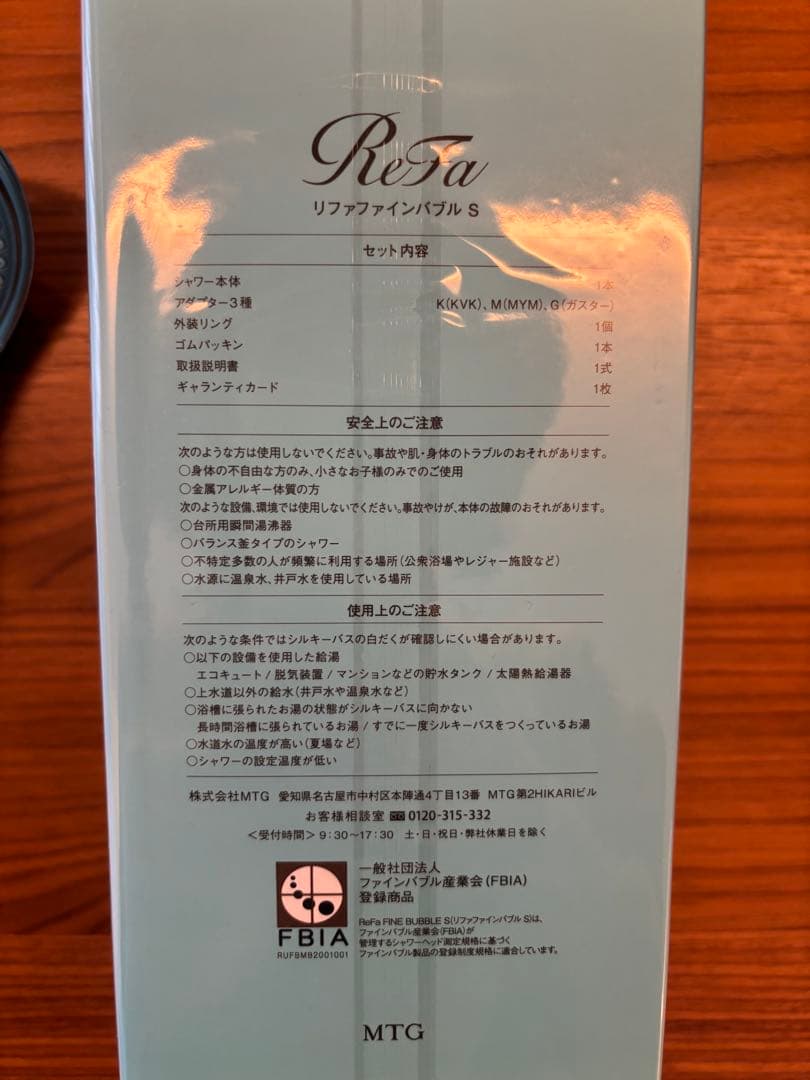 ReFa
リファファインバブル S
セット内容
シャワー本体 1本
アダプター3種 K(KVK)、M(MYM)、G(ガスター)
外装リング 1個
ゴムパッキン 1本
取扱説明書 1式
ギャランティカード 1枚
安全上のご注意
次のような方は使用しないでください。事故や肌・身体のトラブルのおそれがあります。
○身体の不自由な方のみ、小さなお子様のみでのご使用
○金属アレルギー体質の方
次のような設備、環境では使用しないでください。事故やけが、本体の故障のおそれがあります。
○台所用瞬間湯沸器
○バランス釜タイプのシャワー
○不特定多数の人が頻繁に利用する場所(公衆浴場やレジャー施設など)
○水源に温泉水、井戸水を使用している場所
使用上のご注意
次のような条件ではシルキーバスの白だくが確認しにくい場合があります。
○以下の設備を使用した給湯
エコキュート / 脱気装置 / マンションなどの貯水タンク / 太陽熱給湯器
○上水道以外の給水(井戸水や温泉水など)
○浴槽に張られたお湯の状態がシルキーバスに向かない
長時間浴槽に張られているお湯 / すでに一度シルキーバスをつくっているお湯
○水道水の温度が高い(夏場など)
○シャワーの設定温度が低い
株式会社MTG 愛知県名古屋市中村区本陣通4丁目13番 MTG第2HIKARIビル
お客様相談室 0120-315-332
<受付時間> 9:30～17:30 土・日・祝日・弊社休業日を除く
一般社団法人
ファインバブル産業会(FBIA)
登録商品
FBIA
RUFBMB2001001
ReFa FINE BUBBLE S(リファファインバブル S)は、
ファインバブル産業会(FBIA)が
管理するシャワーヘッド測定規格に基づく
ファインバブル製品の登録制度規格に適合しています。
MTG